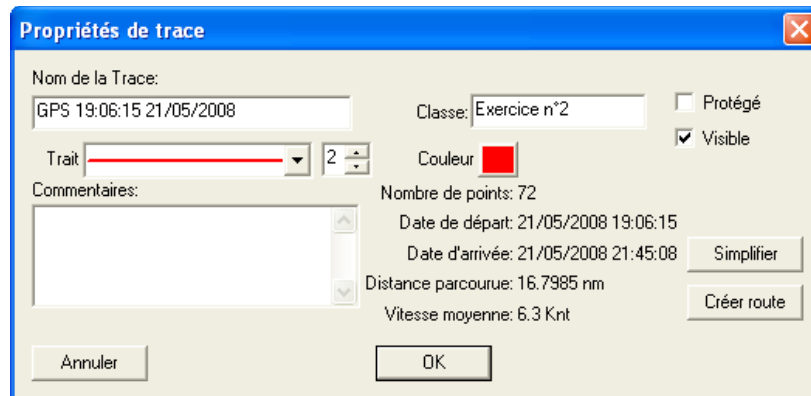 Propriétés de trace
Nom de la Trace:
GPS 19:06:15 21/05/2008
Classe: Exercice n°2
Protégé
Visible
Trait
2
Couleur
Commentaires:
Nombre de points: 72
Date de départ: 21/05/2008 19:06:15
Date d'arrivée: 21/05/2008 21:45:08
Simplifier
Distance parcourue: 16.7985 nm
Vitesse moyenne: 6.3 Knt
Créer route
Annuler
OK